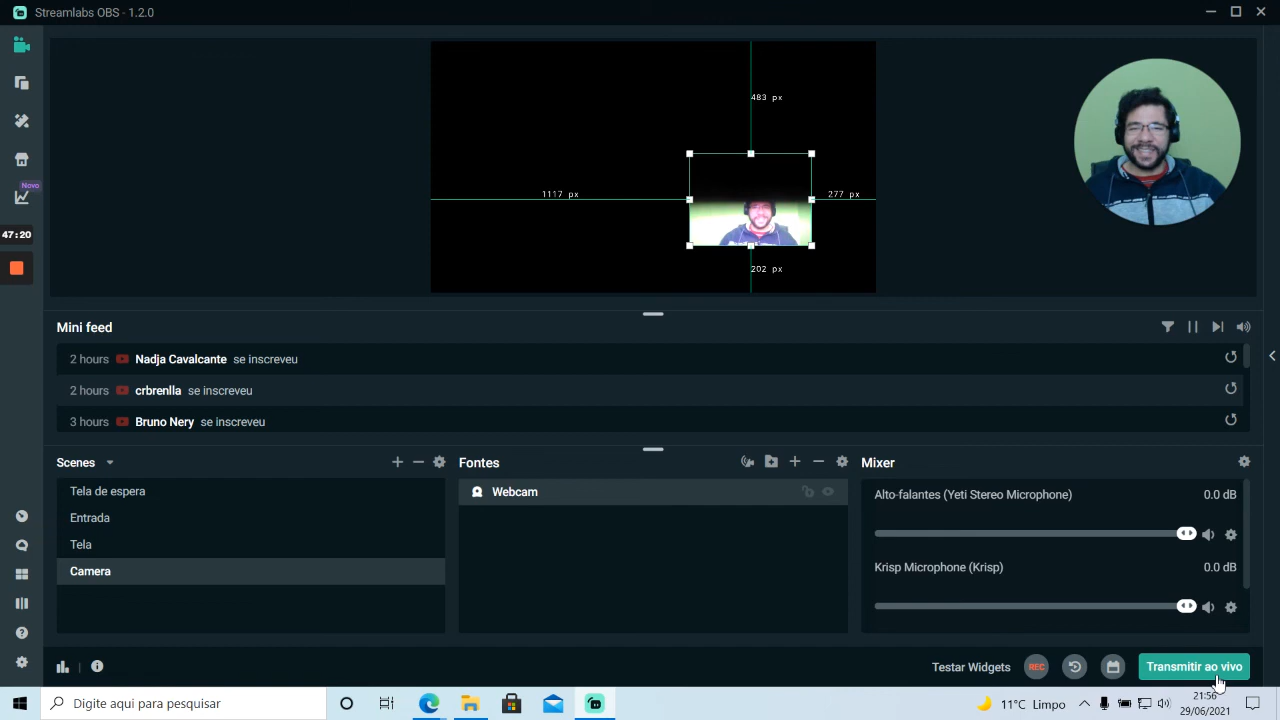 Streamlabs OBS - 1.2.0
483 px
1117 px
277 px
202 px
Novo
47:20
Mini feed
2 hours Nadja Cavalcante se inscreveu
2 hours crbrenlla se inscreveu
3 hours Bruno Nery se inscreveu
Scenes
Tela de espera
Entrada
Tela
Camera
Fontes
Webcam
Mixer
Alto-falantes (Yeti Stereo Microphone) 0.0 dB
Krisp Microphone (Krisp) 0.0 dB
Testar Widgets REC Transmitir ao vivo
Digite aqui para pesquisar
11°C Limpo
21:56
29/06/2021